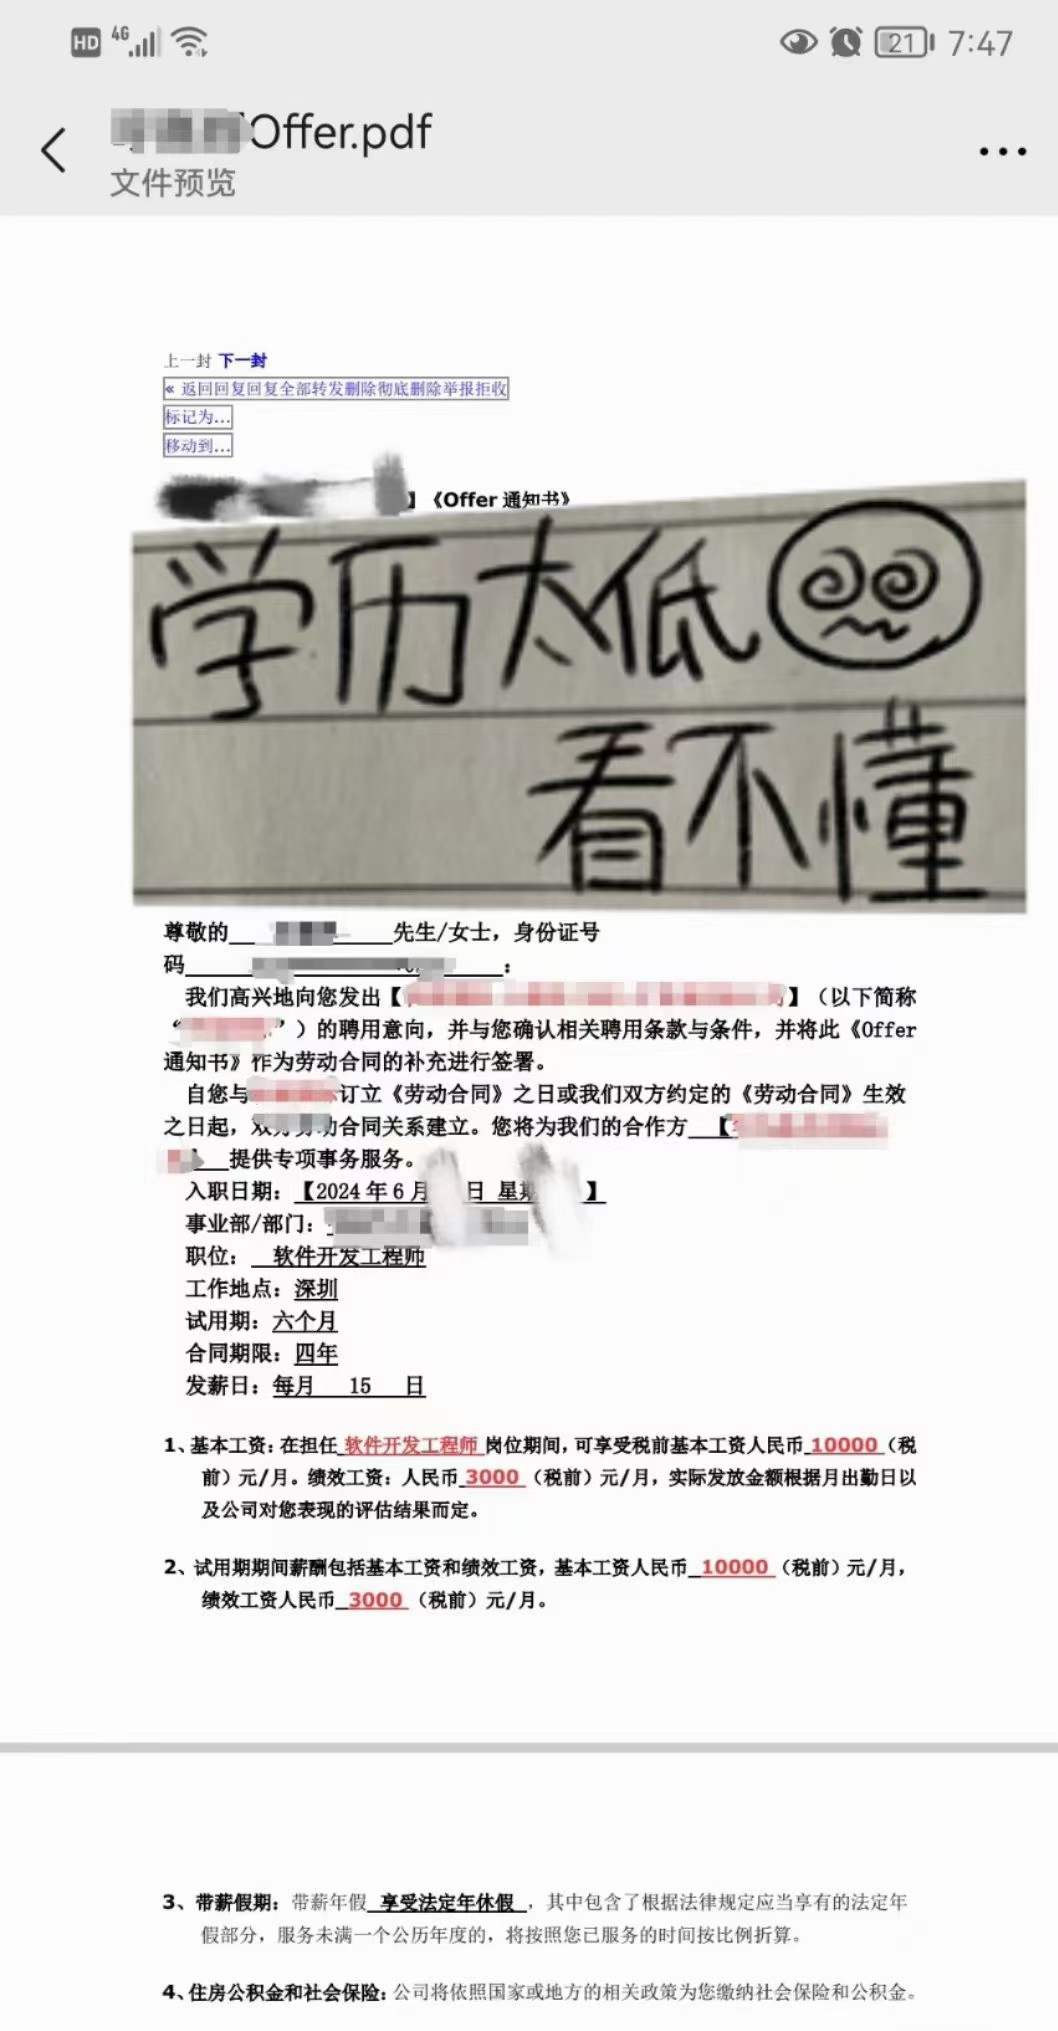 HD 4G 21 7:47
Offer.pdf
文件预览
上一封 下一封
« 返回回复回复全部转发删除彻底删除举报拒收
标记为...
移动到...
】《Offer 通知书》
学历太低
看不懂
尊敬的 先生/女士，身份证号
码 ：
我们高兴地向您发出【 】（以下简称
“ ”）的聘用意向，并与您确认相关聘用条款与条件，并将此《Offer
通知书》作为劳动合同的补充进行签署。
自您与 订立《劳动合同》之日或我们双方约定的《劳动合同》生效
之日起，双方劳动合同关系建立。您将为我们的合作方 【
提供专项事务服务。
入职日期：【2024 年 6 月 日 星期 】
事业部/部门：
职位： 软件开发工程师
工作地点：深圳
试用期：六个月
合同期限：四年
发薪日：每月 15 日
1、基本工资：在担任 软件开发工程师 岗位期间，可享受税前基本工资人民币 10000 （税
前）元/月。绩效工资：人民币 3000 （税前）元/月，实际发放金额根据月出勤日以
及公司对您表现的评估结果而定。
2、试用期期间薪酬包括基本工资和绩效工资，基本工资人民币 10000 （税前）元/月，
绩效工资人民币 3000 （税前）元/月。
3、带薪假期：带薪年假 享受法定年休假 ，其中包含了根据法律规定应当享有的法定年
假部分，服务未满一个公历年度的，将按照您已服务的时间按比例折算。
4、住房公积金和社会保险：公司将依照国家或地方的相关政策为您缴纳社会保险和公积金。